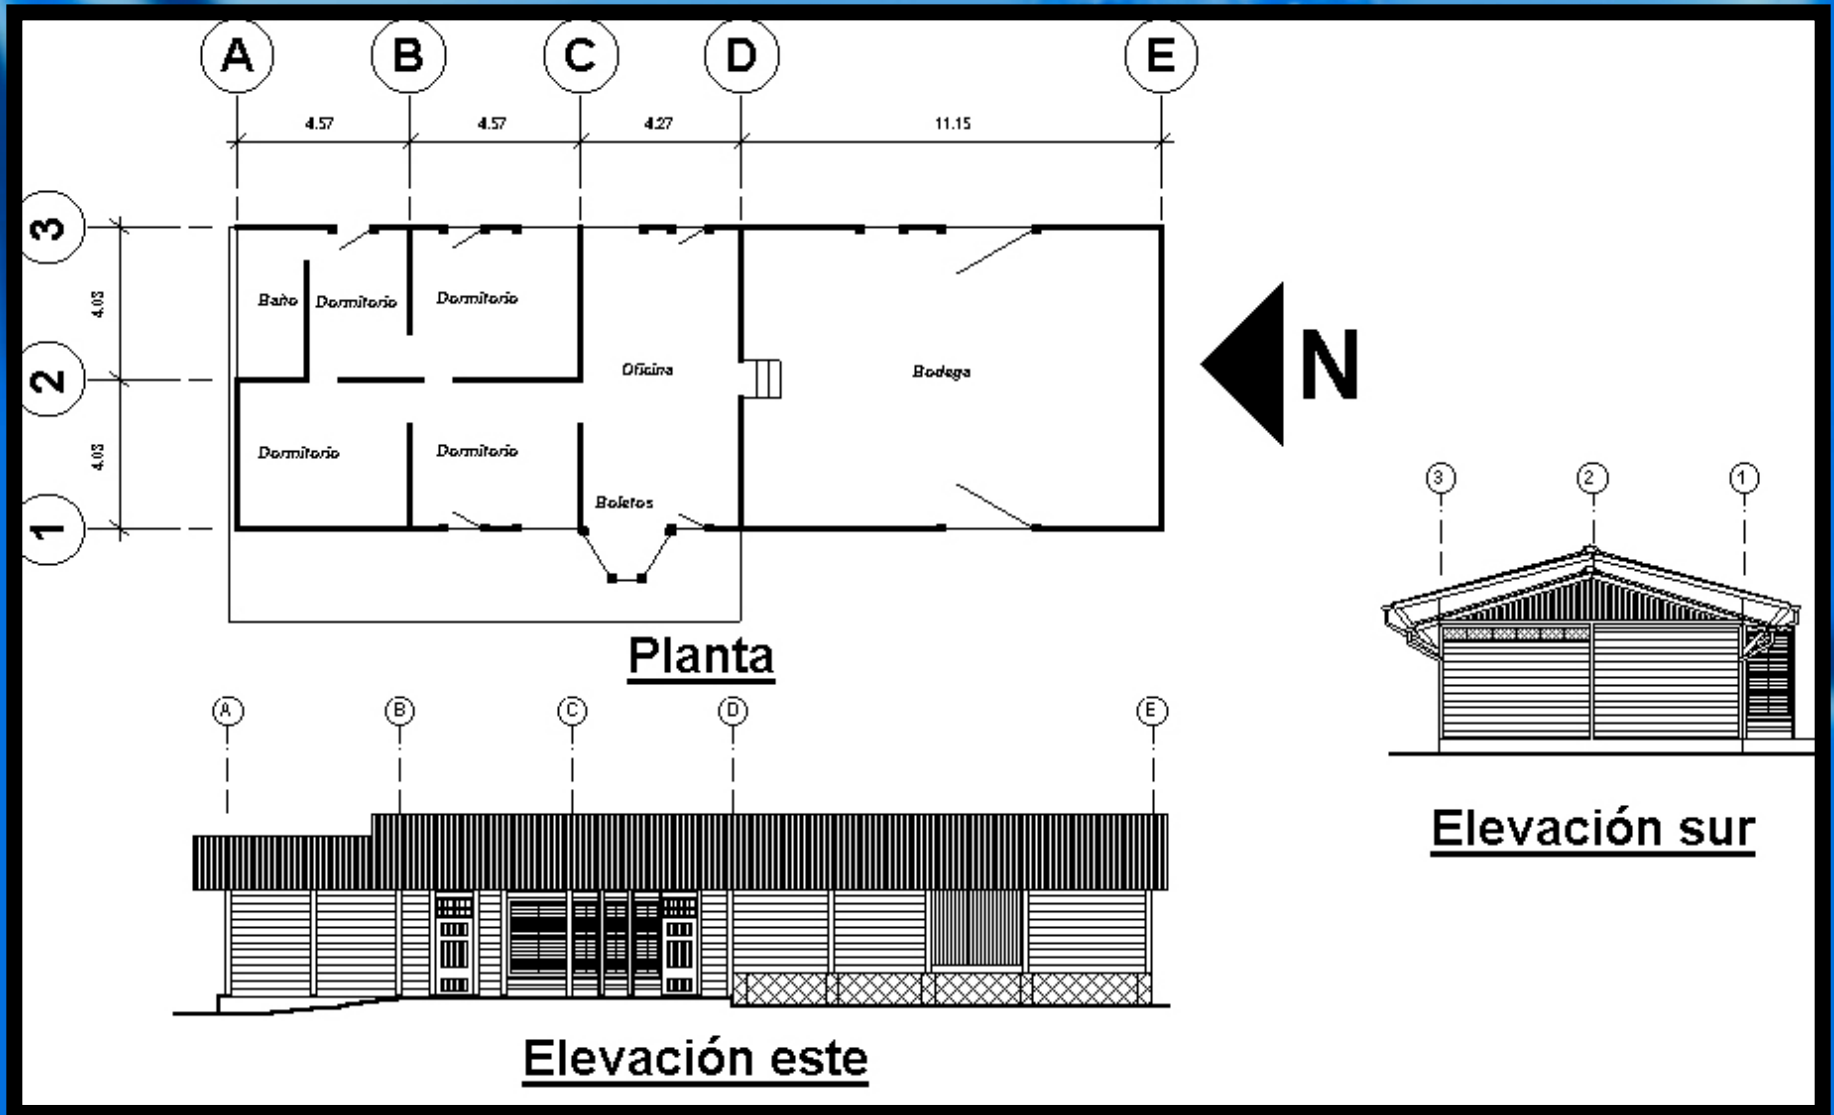 A B C D E
4.57 4.57 4.27 11.15
3
4.03
2
4.03
1
Baño Dormitorio Dormitorio
Oficina Bodega
Dormitorio Dormitorio
Boletos
N
Planta
3 2 1
Elevación sur
A B C D E
Elevación este